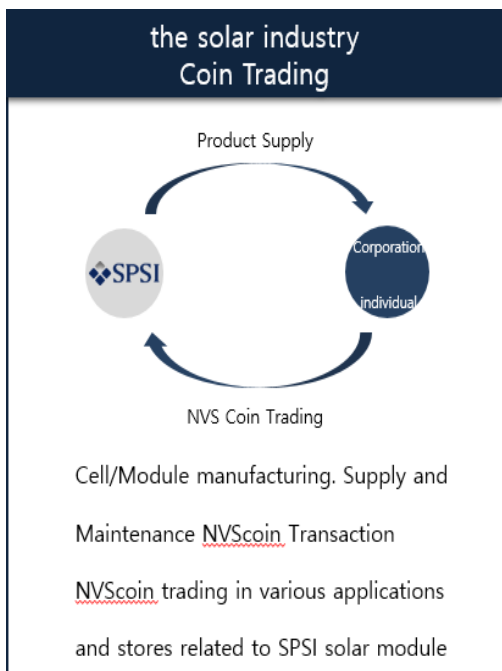 the solar industry
Coin Trading
Product Supply
SPSI
Corporation
individual
NVS Coin Trading
Cell/Module manufacturing. Supply and
Maintenance NVScoin Transaction
NVScoin trading in various applications
and stores related to SPSI solar module